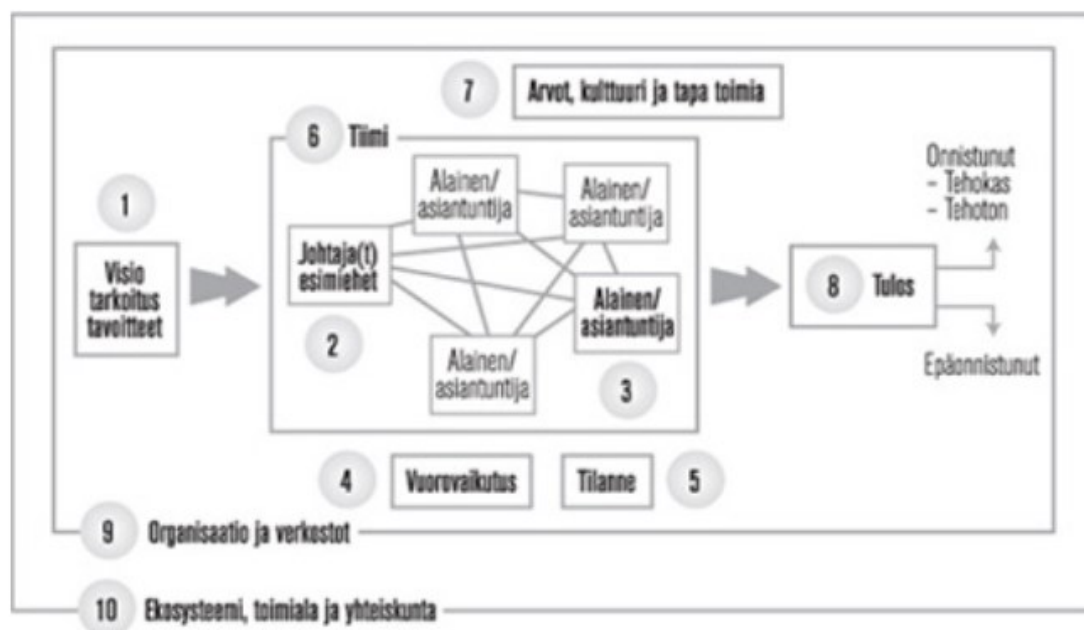 7 Arvot, kulttuuri ja tapa toimia
6 Tiimi
1
Visio
tarkoitus
tavoitteet
Johtaja(t)
esimiehet
2
Alainen/
asiantuntija
Alainen/
asiantuntija
Alainen/
asiantuntija
3
Alainen/
asiantuntija
4 Vuorovaikutus
Tilanne 5
8 Tulos
Onnistunut
– Tehokas
– Tehoton
Epäonnistunut
9 Organisaatio ja verkostot
10 Ekosysteemi, toimiala ja yhteiskunta